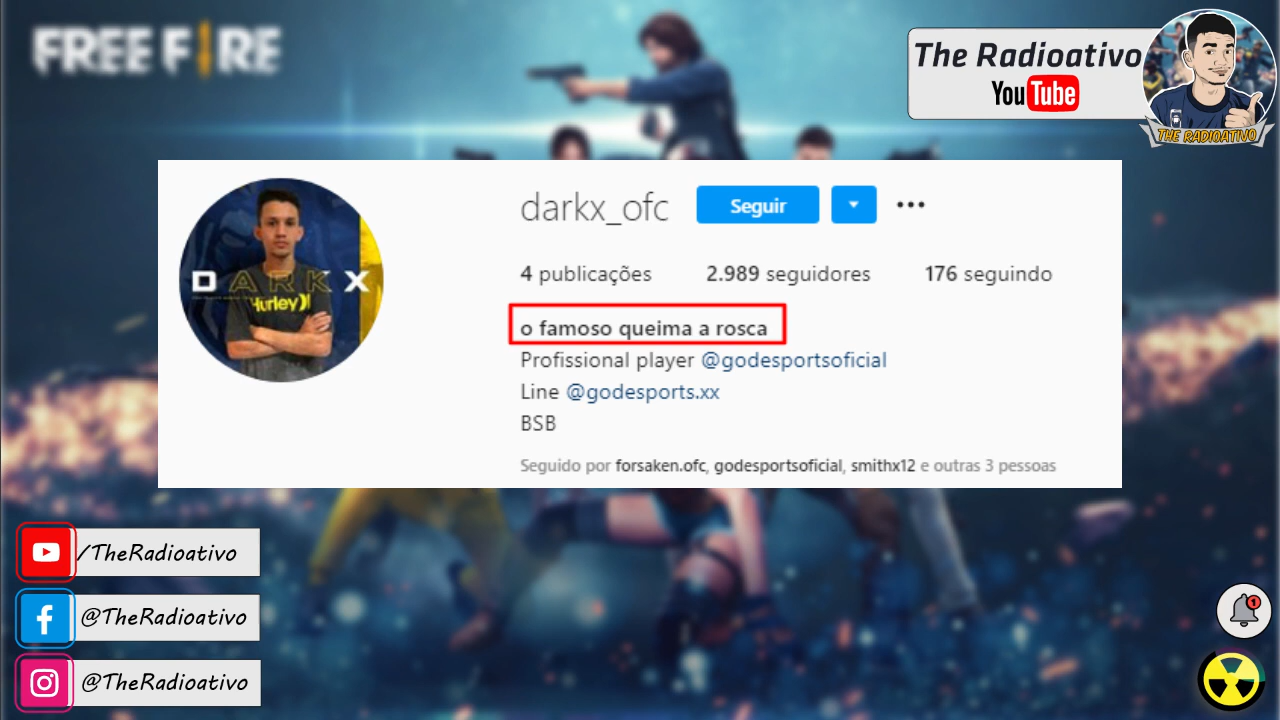 FREE FIRE
The Radioativo
YouTube
THE RADIOATIVO
darkx_ofc
Seguir
4 publicações 2.989 seguidores 176 seguindo
DARK X
Hurley
o famoso queima a rosca
Profissional player @godesportsoficial
Line @godesports.xx
BSB
Seguido por forsaken.ofc, godesportsoficial, smithx12 e outras 3 pessoas
/TheRadioativo
@TheRadioativo
@TheRadioativo
1